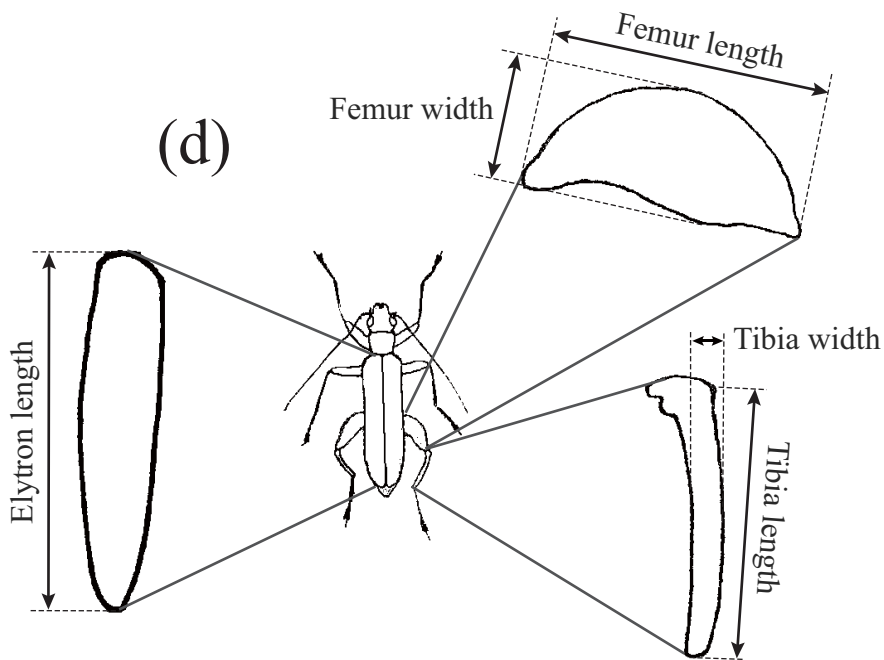 Femur length
Femur width
(d)
Tibia width
Elytron length
Tibia length